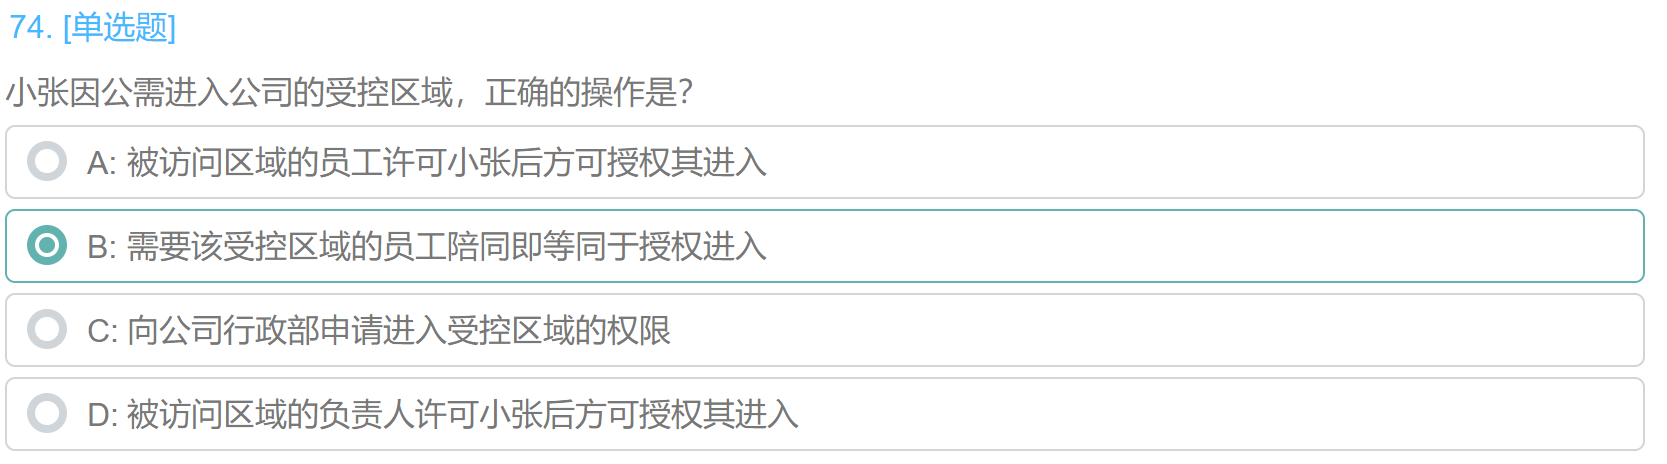 74. [单选题]
小张因公需进入公司的受控区域，正确的操作是？
A: 被访问区域的员工许可小张后方可授权其进入
B: 需要该受控区域的员工陪同即等同于授权进入
C: 向公司行政部申请进入受控区域的权限
D: 被访问区域的负责人许可小张后方可授权其进入